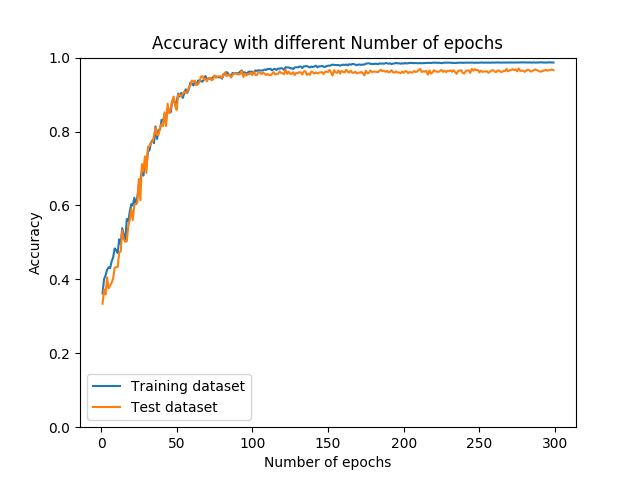 Accuracy with different Number of epochs
1.0
0.8
0.6
0.4
0.2
0.0
Accuracy
Training dataset
Test dataset
0 50 100 150 200 250 300
Number of epochs